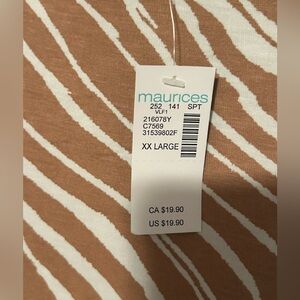 maurices
252 141 SPT
VLF1
216078Y
C7569
31539802F
XX LARGE
CA $19.90
US $19.90